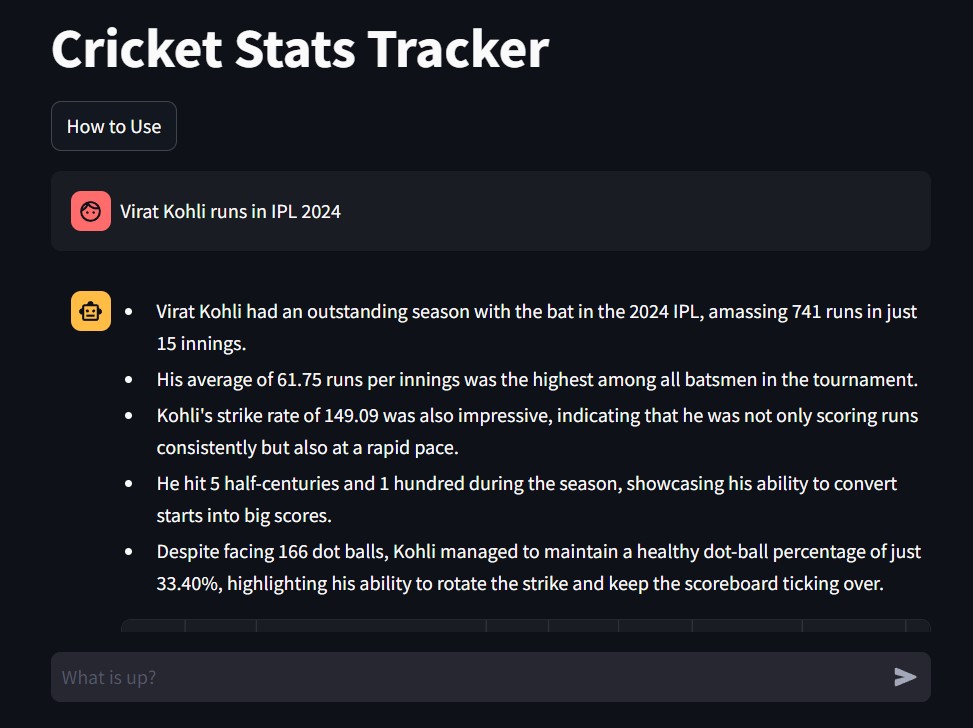 Cricket Stats Tracker
How to Use
Virat Kohli runs in IPL 2024
• Virat Kohli had an outstanding season with the bat in the 2024 IPL, amassing 741 runs in just
15 innings.
• His average of 61.75 runs per innings was the highest among all batsmen in the tournament.
• Kohli's strike rate of 149.09 was also impressive, indicating that he was not only scoring runs
consistently but also at a rapid pace.
• He hit 5 half-centuries and 1 hundred during the season, showcasing his ability to convert
starts into big scores.
• Despite facing 166 dot balls, Kohli managed to maintain a healthy dot-ball percentage of just
33.40%, highlighting his ability to rotate the strike and keep the scoreboard ticking over.
What is up?